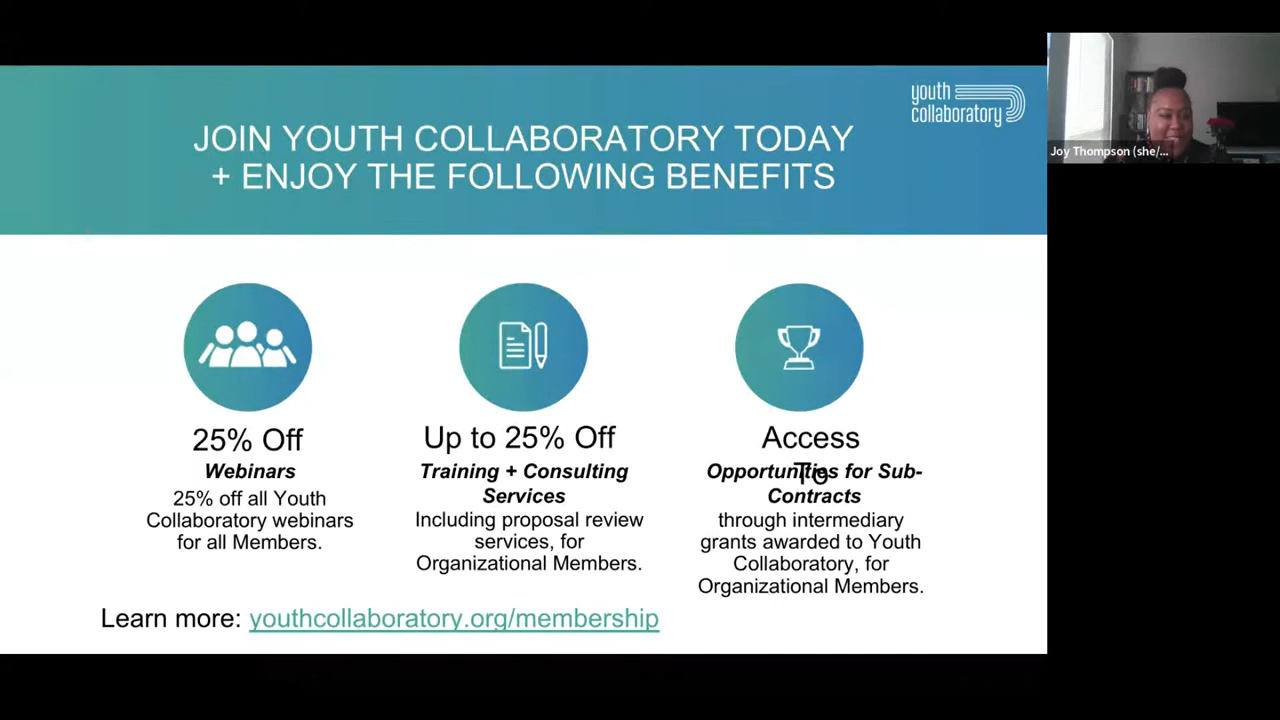 youth
collaboratory
JOIN YOUTH COLLABORATORY TODAY
+ ENJOY THE FOLLOWING BENEFITS
Joy Thompson (she/...
25% Off
Webinars
25% off all Youth
Collaboratory webinars
for all Members.
Up to 25% Off
Training + Consulting
Services
Including proposal review
services, for
Organizational Members.
Access
To
Opportunities for Sub-
Contracts
through intermediary
grants awarded to Youth
Collaboratory, for
Organizational Members.
Learn more: youthcollaboratory.org/membership